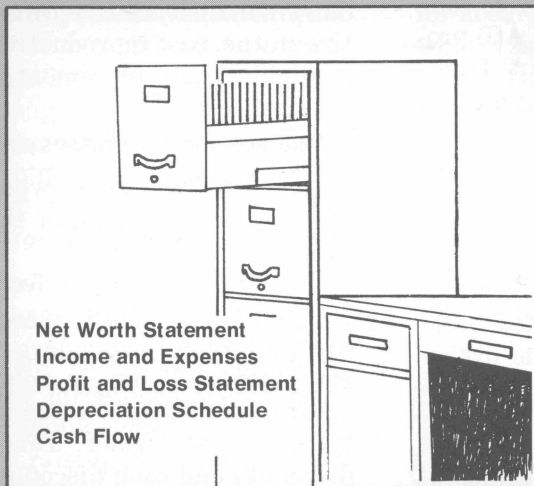 Net Worth Statement
Income and Expenses
Profit and Loss Statement
Depreciation Schedule
Cash Flow